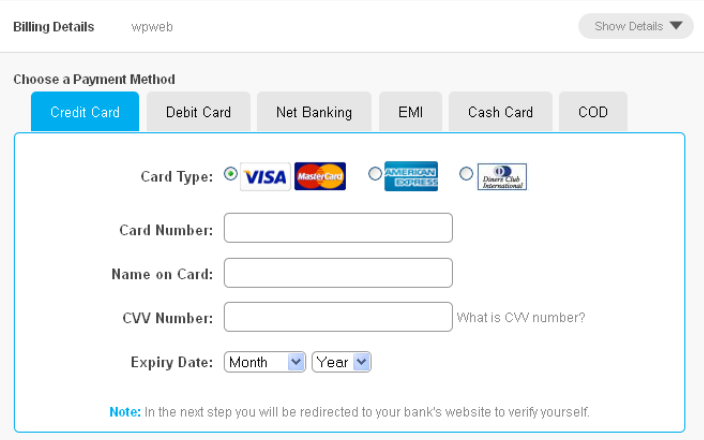 Billing Details wpweb Show Details
Choose a Payment Method
Credit Card Debit Card Net Banking EMI Cash Card COD
Card Type: VISA MasterCard AMERICAN EXPRESS Diners Club International
Card Number:
Name on Card:
CVV Number: What is CVV number?
Expiry Date: Month Year
Note: In the next step you will be redirected to your bank's website to verify yourself.